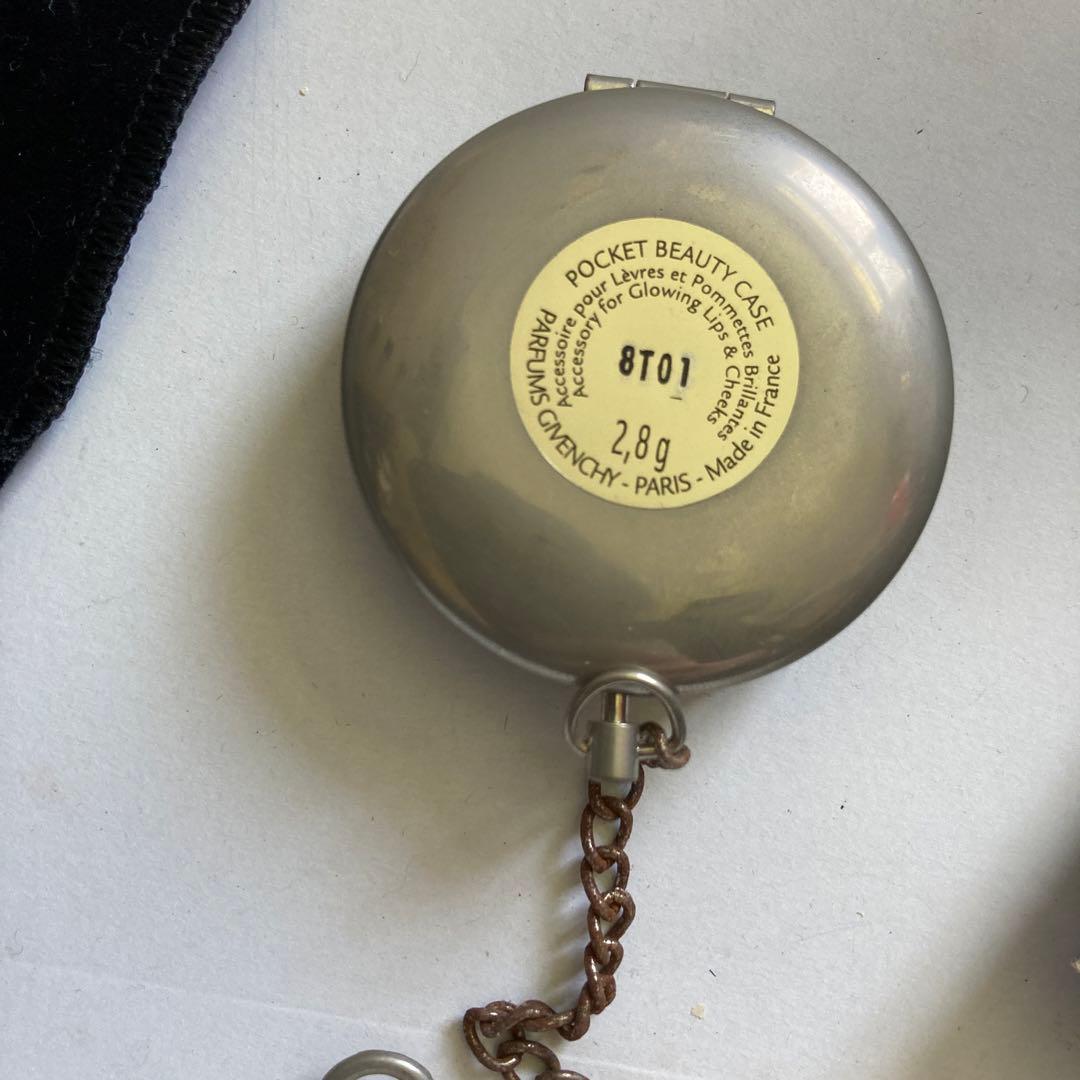 POCKET BEAUTY CASE
Accessoire pour Lèvres et Pommettes Brillantes
Accessory for Glowing Lips & Cheeks
8T01
2,8g
PARFUMS GIVENCHY - PARIS - Made in France